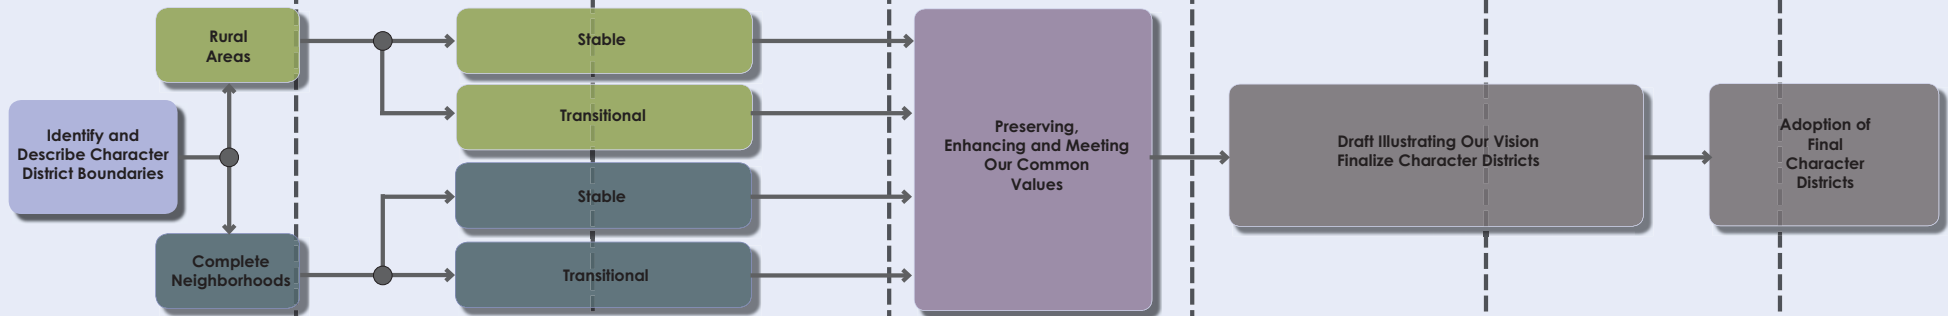 Identify and
Describe Character
District Boundaries
Rural
Areas
Complete
Neighborhoods
Stable
Transitional
Stable
Transitional
Preserving,
Enhancing and Meeting
Our Common
Values
Draft Illustrating Our Vision
Finalize Character Districts
Adoption of
Final
Character
Districts